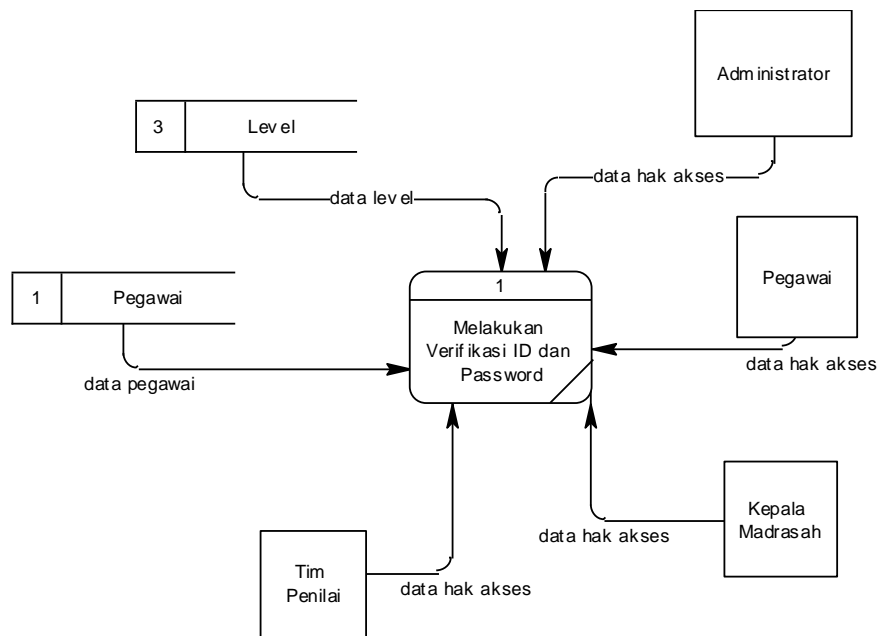 Administrator
3
Level
data hak akses
data level
Pegawai
1
Pegawai
1
Melakukan
Verifikasi ID dan
Password
data hak akses
data pegawai
Kepala
Madrasah
data hak akses
Tim
Penilai
data hak akses